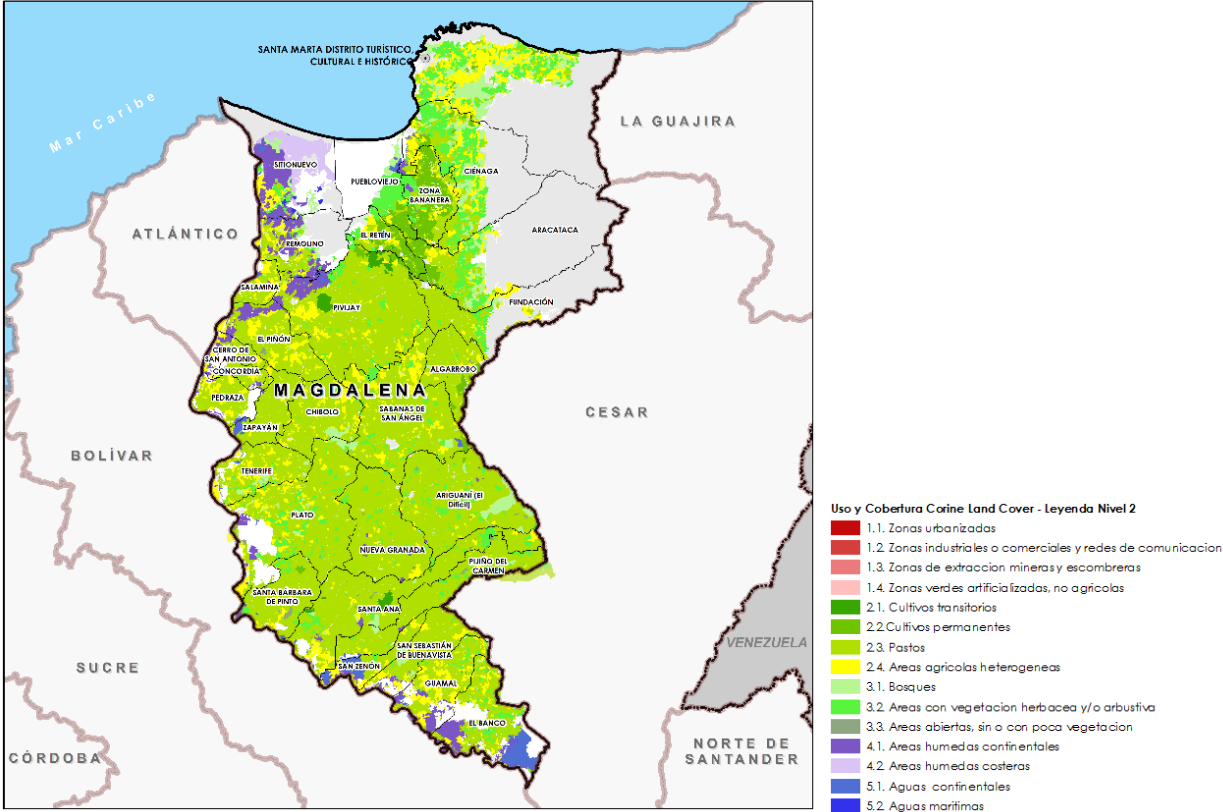 SANTA MARTA DISTRITO TURÍSTICO,
CULTURAL E HISTÓRICO
Mar Caribe
LA GUAJIRA
SITIONUEVO
PUEBLOVIEJO
CIÉNAGA
ZONA
BANANERA
ATLÁNTICO
REMOLINO
EL RETÉN
ARACATACA
SALAMINA
PIVIJAY
FUNDACIÓN
EL PIÑÓN
CERRO DE
SAN ANTONIO
CONCORDIA
ALGARROBO
MAGDALENA
PEDRAZA
CHIBOLO
SABANAS DE
SAN ÁNGEL
CESAR
ZAPAYÁN
BOLÍVAR
TENERIFE
ARIGUANÍ (El
Difícil)
PLATO
NUEVA GRANADA
PIJIÑO DEL
CARMEN
SANTA BÁRBARA
DE PINTO
SANTA ANA
SAN SEBASTIÁN
DE BUENAVISTA
SUCRE
SAN ZENÓN
GUAMAL
EL BANCO
VENEZUELA
CÓRDOBA
NORTE DE
SANTANDER
Uso y Cobertura Corine Land Cover - Leyenda Nivel 2
1.1. Zonas urbanizadas
1.2. Zonas industriales o comerciales y redes de comunicacion
1.3. Zonas de extraccion mineras y escombreras
1.4. Zonas verdes artificializadas, no agricolas
2.1. Cultivos transitorios
2.2.Cultivos permanentes
2.3. Pastos
2.4. Areas agricolas heterogeneas
3.1. Bosques
3.2. Areas con vegetacion herbacea y/o arbustiva
3.3. Areas abiertas, sin o con poca vegetacion
4.1. Areas humedas continentales
4.2. Areas humedas costeras
5.1. Aguas continentales
5.2. Aguas maritimas